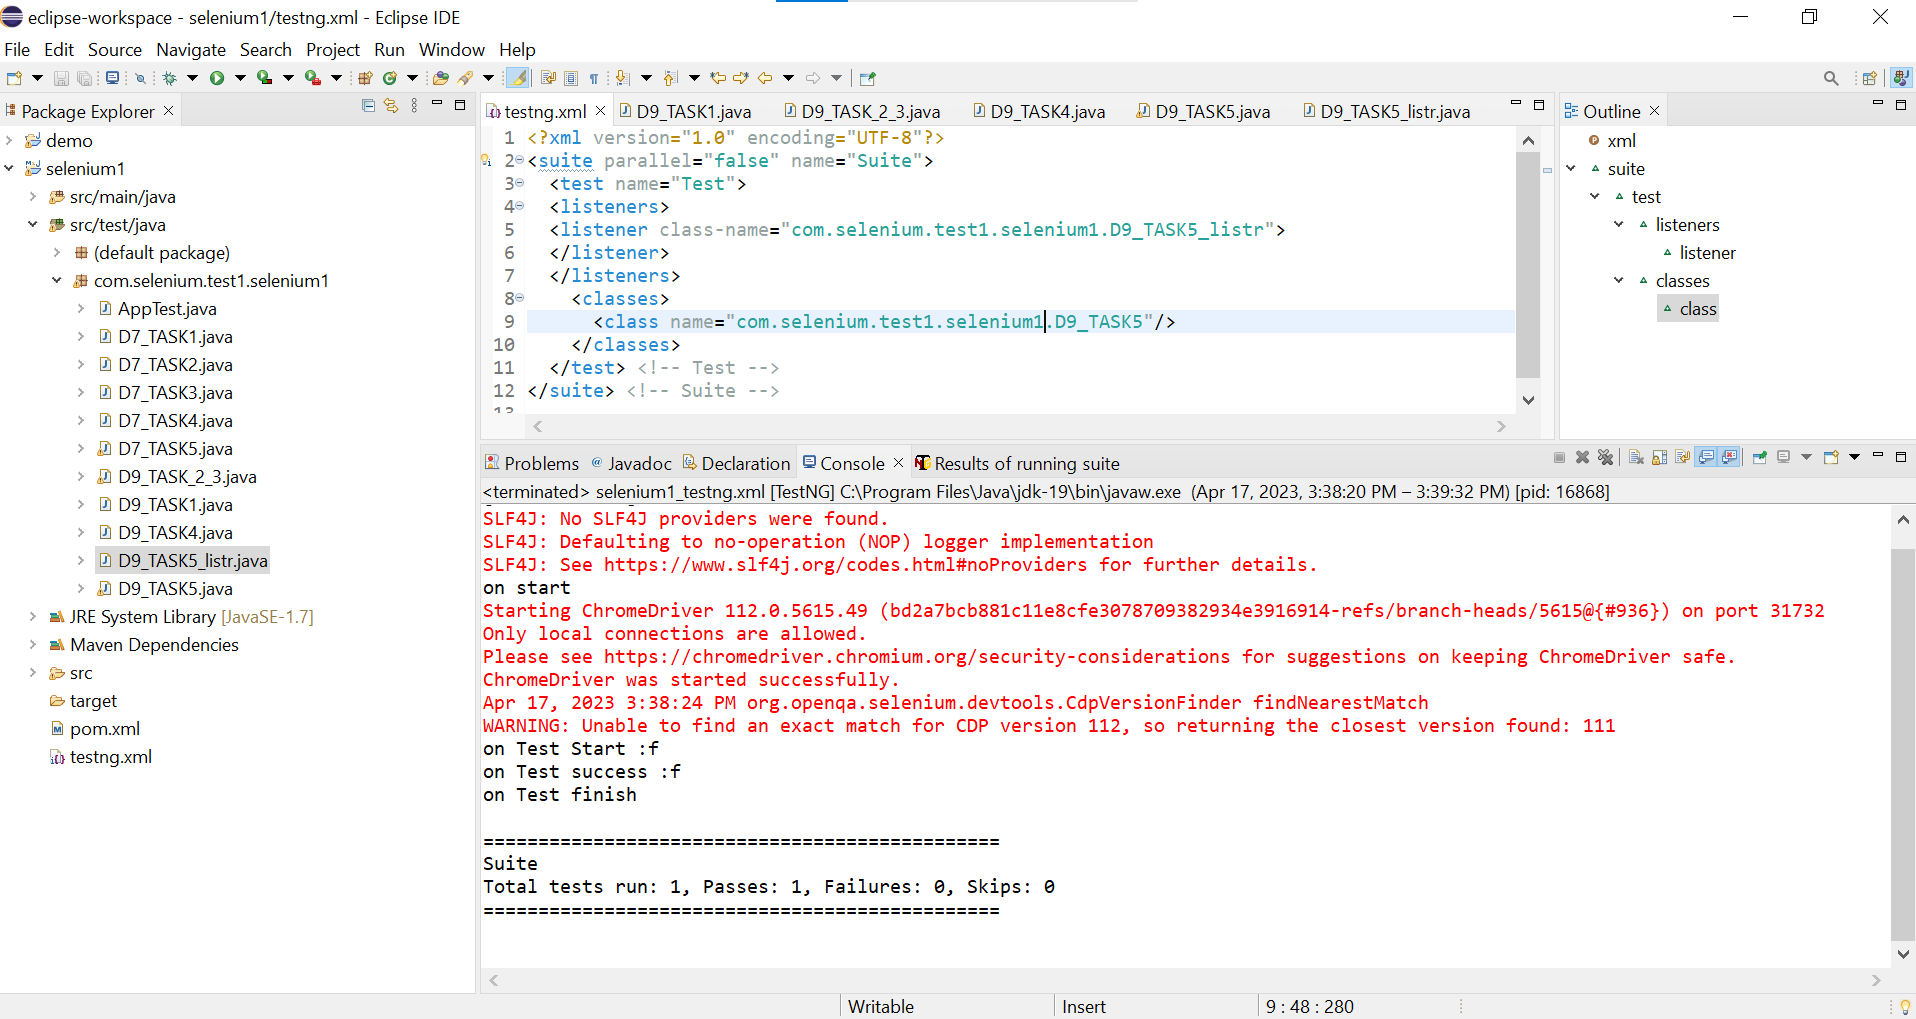 eclipse-workspace - selenium1/testng.xml - Eclipse IDE
File Edit Source Navigate Search Project Run Window Help
Package Explorer
demo
selenium1
src/main/java
src/test/java
(default package)
com.selenium.test1.selenium1
AppTest.java
D7_TASK1.java
D7_TASK2.java
D7_TASK3.java
D7_TASK4.java
D7_TASK5.java
D9_TASK_2_3.java
D9_TASK1.java
D9_TASK4.java
D9_TASK5_listr.java
D9_TASK5.java
JRE System Library [JavaSE-1.7]
Maven Dependencies
src
target
pom.xml
testng.xml
testng.xml D9_TASK1.java D9_TASK_2_3.java D9_TASK4.java D9_TASK5.java D9_TASK5_listr.java
1 <?xml version="1.0" encoding="UTF-8"?>
2 <suite parallel="false" name="Suite">
3 <test name="Test">
4 <listeners>
5 <listener class-name="com.selenium.test1.selenium1.D9_TASK5_listr">
6 </listener>
7 </listeners>
8 <classes>
9 <class name="com.selenium.test1.selenium1.D9_TASK5"/>
10 </classes>
11 </test> <!-- Test -->
12 </suite> <!-- Suite -->
13
Outline
xml
suite
test
listeners
listener
classes
class
Problems @ Javadoc Declaration Console Results of running suite
<terminated> selenium1_testng.xml [TestNG] C:\Program Files\Java\jdk-19\bin\javaw.exe (Apr 17, 2023, 3:38:20 PM – 3:39:32 PM) [pid: 16868]
SLF4J: No SLF4J providers were found.
SLF4J: Defaulting to no-operation (NOP) logger implementation
SLF4J: See https://www.slf4j.org/codes.html#noProviders for further details.
on start
Starting ChromeDriver 112.0.5615.49 (bd2a7bcb881c11e8cfe3078709382934e3916914-refs/branch-heads/5615@{#936}) on port 31732
Only local connections are allowed.
Please see https://chromedriver.chromium.org/security-considerations for suggestions on keeping ChromeDriver safe.
ChromeDriver was started successfully.
Apr 17, 2023 3:38:24 PM org.openqa.selenium.devtools.CdpVersionFinder findNearestMatch
WARNING: Unable to find an exact match for CDP version 112, so returning the closest version found: 111
on Test Start :f
on Test success :f
on Test finish
===============================================
Suite
Total tests run: 1, Passes: 1, Failures: 0, Skips: 0
===============================================
Writable Insert 9 : 48 : 280